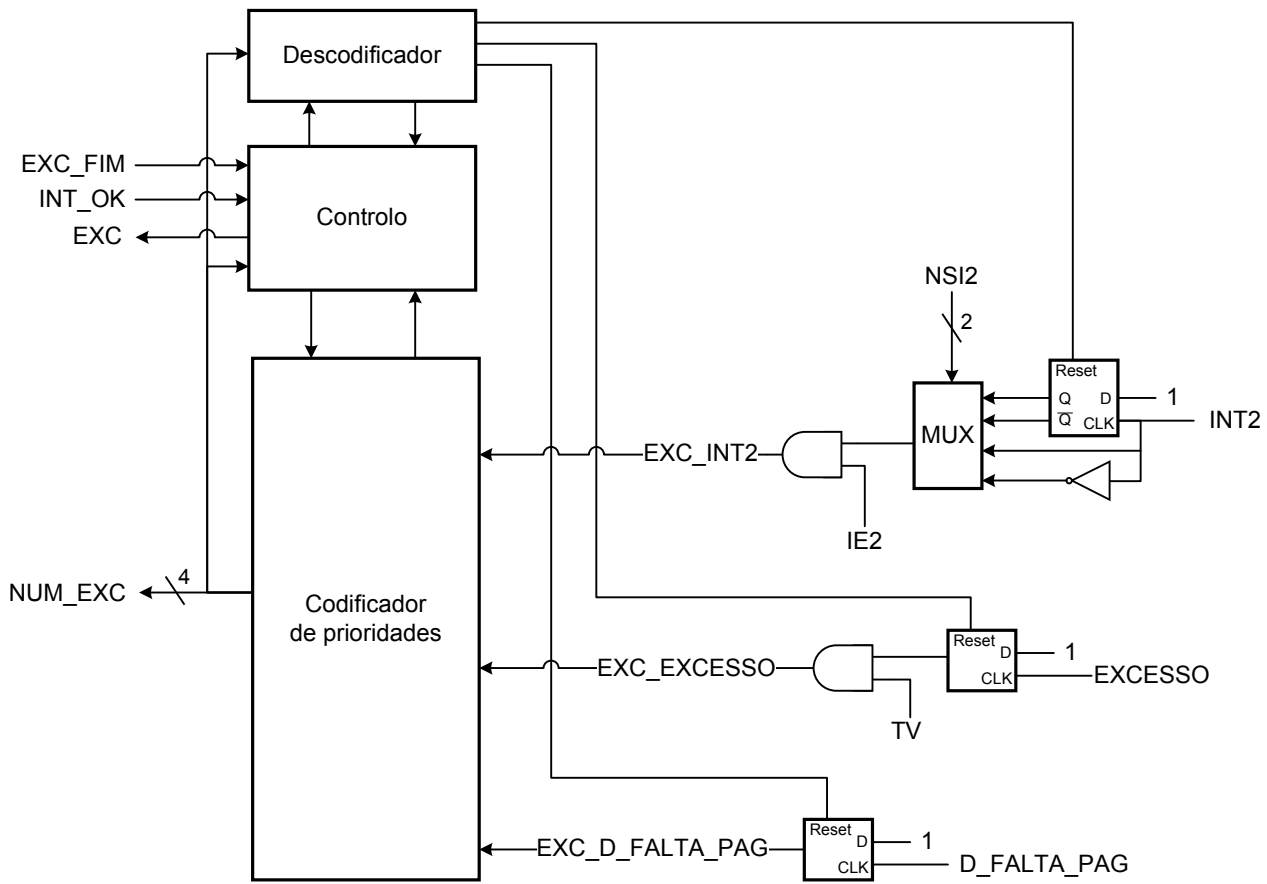 Descodificador
EXC_FIM
INT_OK
EXC
Controlo
NSI2
2
Reset
Q
D
1
Q
CLK
INT2
MUX
EXC_INT2
IE2
4
NUM_EXC
Codificador
de prioridades
Reset
D
1
EXC_EXCESSO
CLK
EXCESSO
TV
Reset
D
1
EXC_D_FALTA_PAG
CLK
D_FALTA_PAG